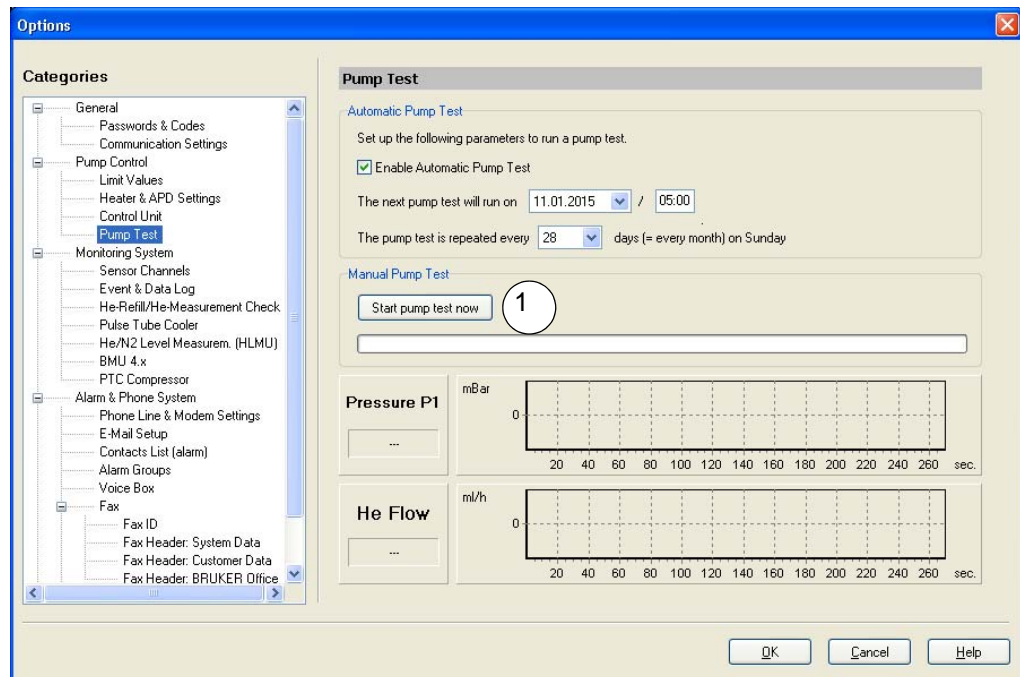 Options
Categories
General
Passwords & Codes
Communication Settings
Pump Control
Limit Values
Heater & APD Settings
Control Unit
Pump Test
Monitoring System
Sensor Channels
Event & Data Log
He-Refill/He-Measurement Check
Pulse Tube Cooler
He/N2 Level Measurem. (HLMU)
BMU 4.x
PTC Compressor
Alarm & Phone System
Phone Line & Modem Settings
E-Mail Setup
Contacts List (alarm)
Alarm Groups
Voice Box
Fax
Fax ID
Fax Header: System Data
Fax Header: Customer Data
Fax Header: BRUKER Office
Pump Test
Automatic Pump Test
Set up the following parameters to run a pump test.
Enable Automatic Pump Test
The next pump test will run on 11.01.2015 / 05:00
The pump test is repeated every 28 days (= every month) on Sunday
Manual Pump Test
Start pump test now 1
Pressure P1
---
mBar
0
20 40 60 80 100 120 140 160 180 200 220 240 260 sec.
He Flow
---
ml/h
0
20 40 60 80 100 120 140 160 180 200 220 240 260 sec.
OK Cancel Help